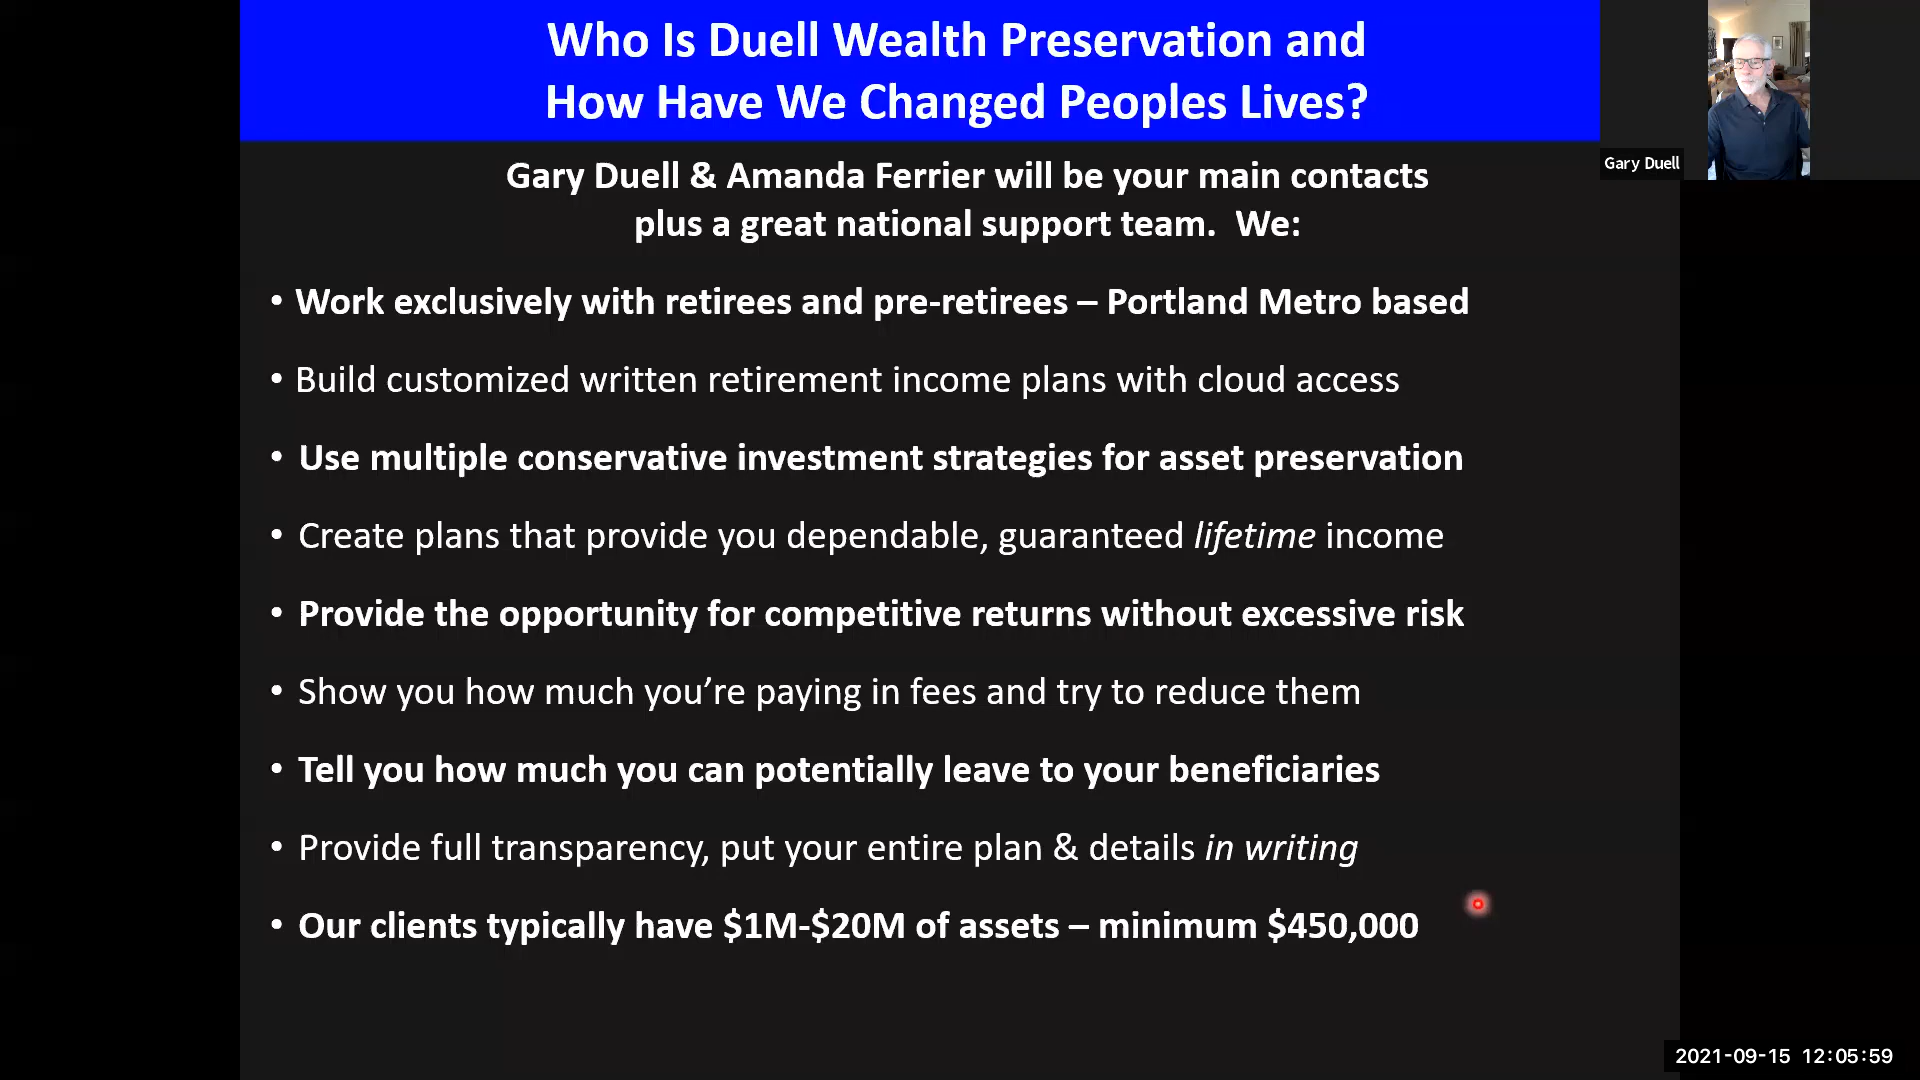 Who Is Duell Wealth Preservation and
How Have We Changed Peoples Lives?
Gary Duell
Gary Duell & Amanda Ferrier will be your main contacts
plus a great national support team.  We:
• Work exclusively with retirees and pre-retirees – Portland Metro based
• Build customized written retirement income plans with cloud access
• Use multiple conservative investment strategies for asset preservation
• Create plans that provide you dependable, guaranteed lifetime income
• Provide the opportunity for competitive returns without excessive risk
• Show you how much you’re paying in fees and try to reduce them
• Tell you how much you can potentially leave to your beneficiaries
• Provide full transparency, put your entire plan & details in writing
• Our clients typically have $1M-$20M of assets – minimum $450,000
2021-09-15 12:05:59